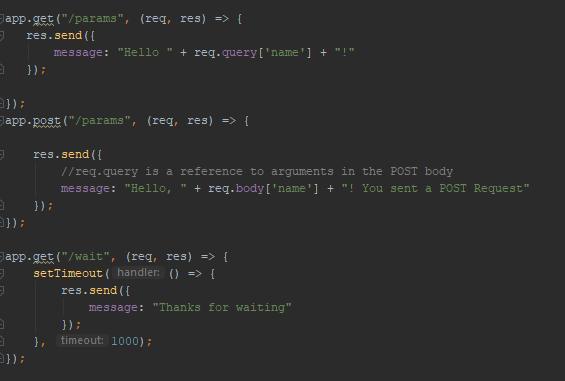 app.get("/params", (req, res) => {
res.send({
message: "Hello " + req.query['name'] + "!"
});
});
app.post("/params", (req, res) => {
res.send({
//req.query is a reference to arguments in the POST body
message: "Hello, " + req.body['name'] + "! You sent a POST Request"
});
});
app.get("/wait", (req, res) => {
setTimeout( handler: () => {
res.send({
message: "Thanks for waiting"
});
}, timeout: 1000);
});